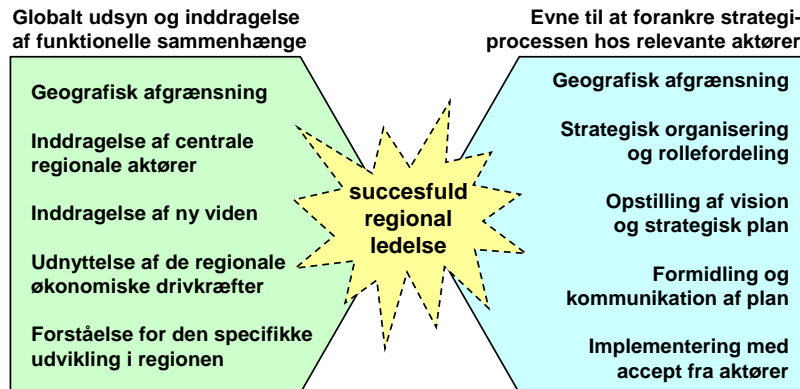 Globalt udsyn og inddragelse
af funktionelle sammenhænge
Geografisk afgrænsning
Inddragelse af centrale
regionale aktører
Inddragelse af ny viden
Udnyttelse af de regionale
økonomiske drivkræfter
Forståelse for den specifikke
udvikling i regionen
succesfuld
regional
ledelse
Evne til at forankre strategi-
processen hos relevante aktører
Geografisk afgrænsning
Strategisk organisering
og rollefordeling
Opstilling af vision
og strategisk plan
Formidling og
kommunikation af plan
Implementering med
accept fra aktører